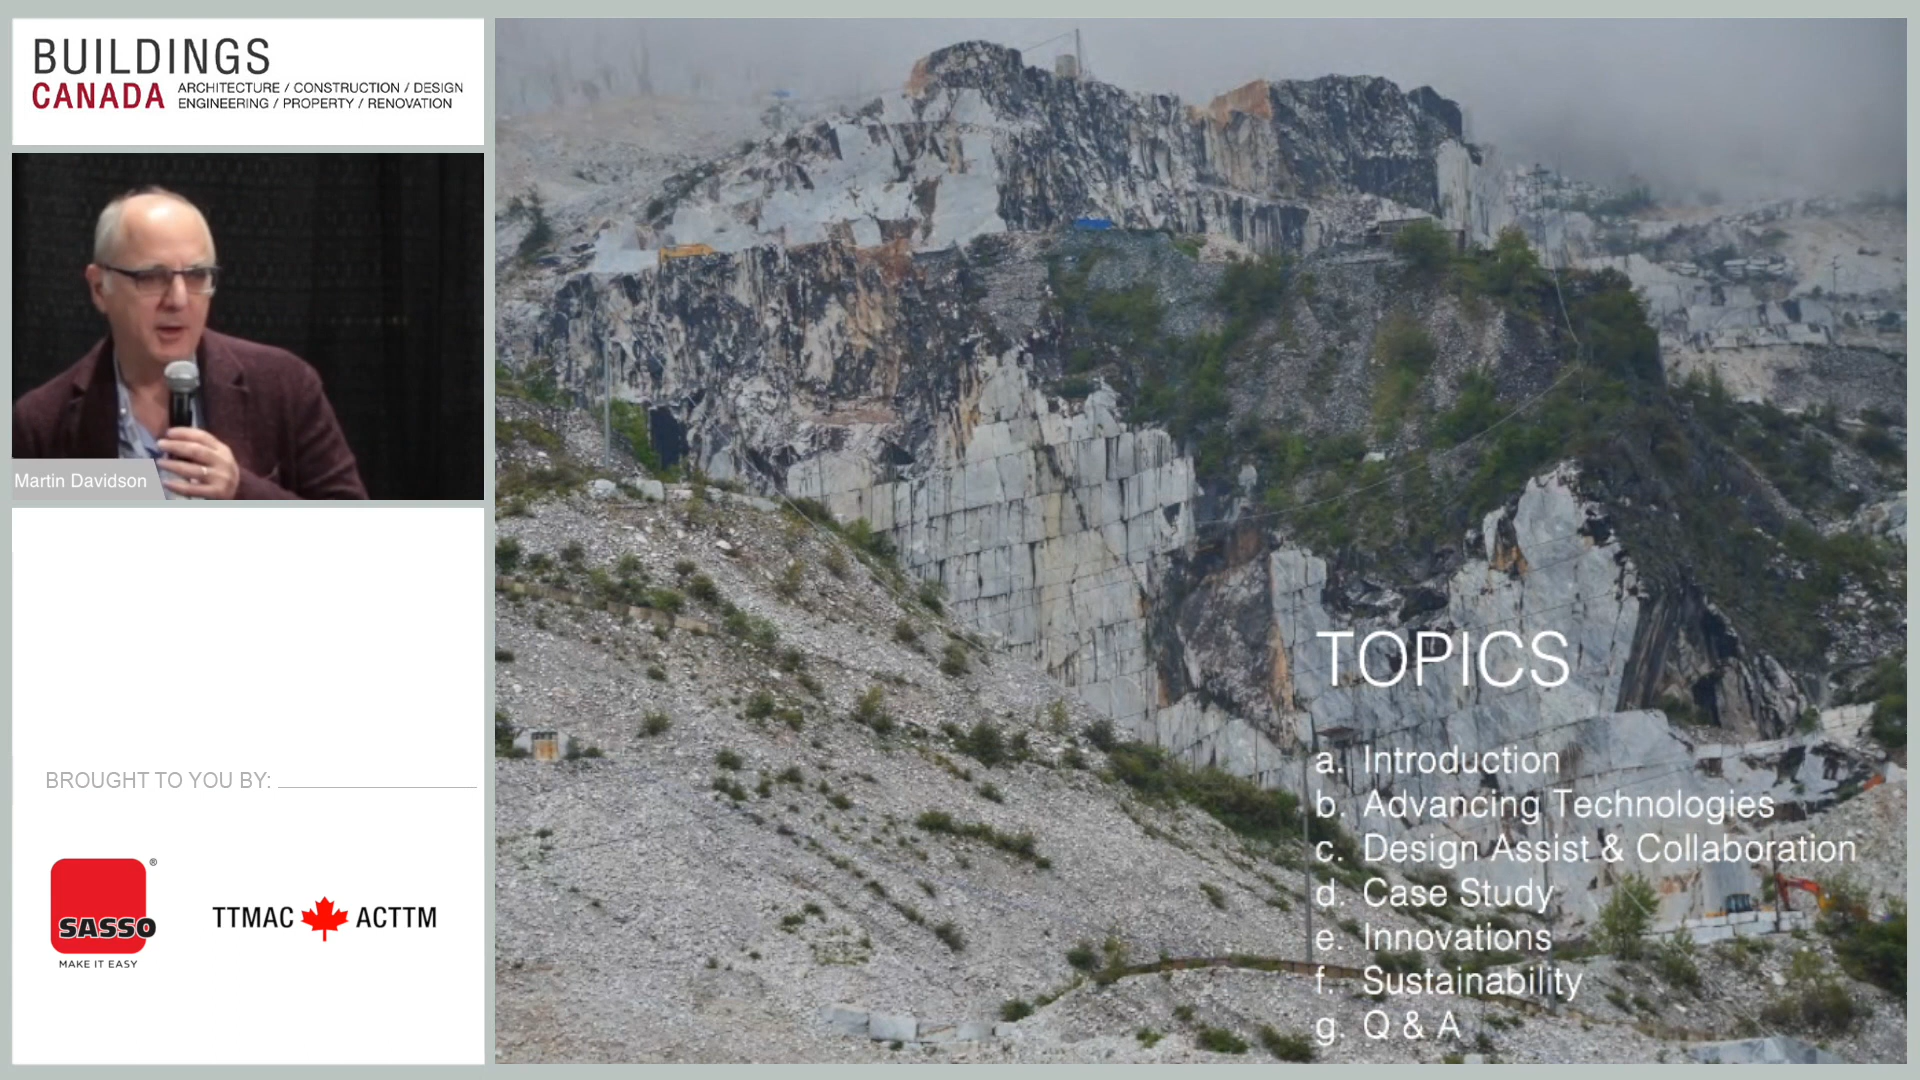 BUILDINGS
CANADA
ARCHITECTURE / CONSTRUCTION / DESIGN
ENGINEERING / PROPERTY / RENOVATION
Martin Davidson
BROUGHT TO YOU BY:
SASSO
®
MAKE IT EASY
TTMAC ACTTM
TOPICS
a. Introduction
b. Advancing Technologies
c. Design Assist & Collaboration
d. Case Study
e. Innovations
f. Sustainability
g. Q & A